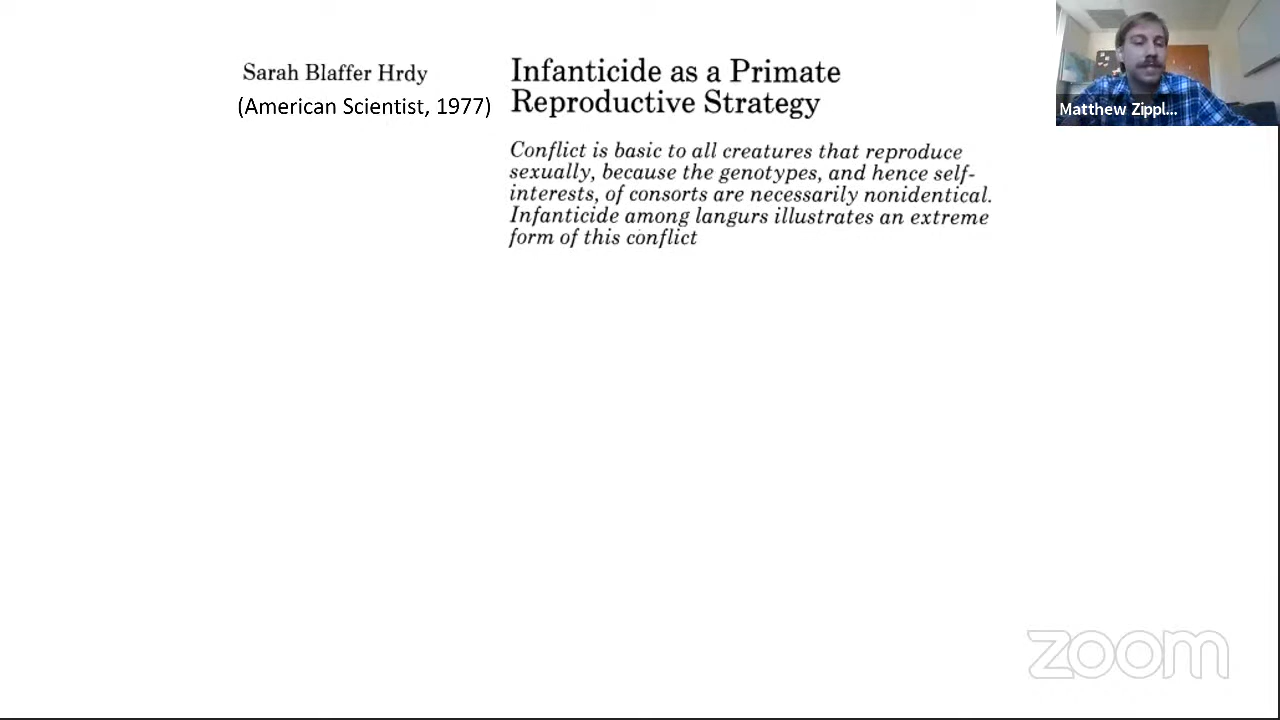 Sarah Blaffer Hrdy
(American Scientist, 1977)
Infanticide as a Primate
Reproductive Strategy
Conflict is basic to all creatures that reproduce
sexually, because the genotypes, and hence self-
interests, of consorts are necessarily nonidentical.
Infanticide among langurs illustrates an extreme
form of this conflict
Matthew Zippl...
zoom